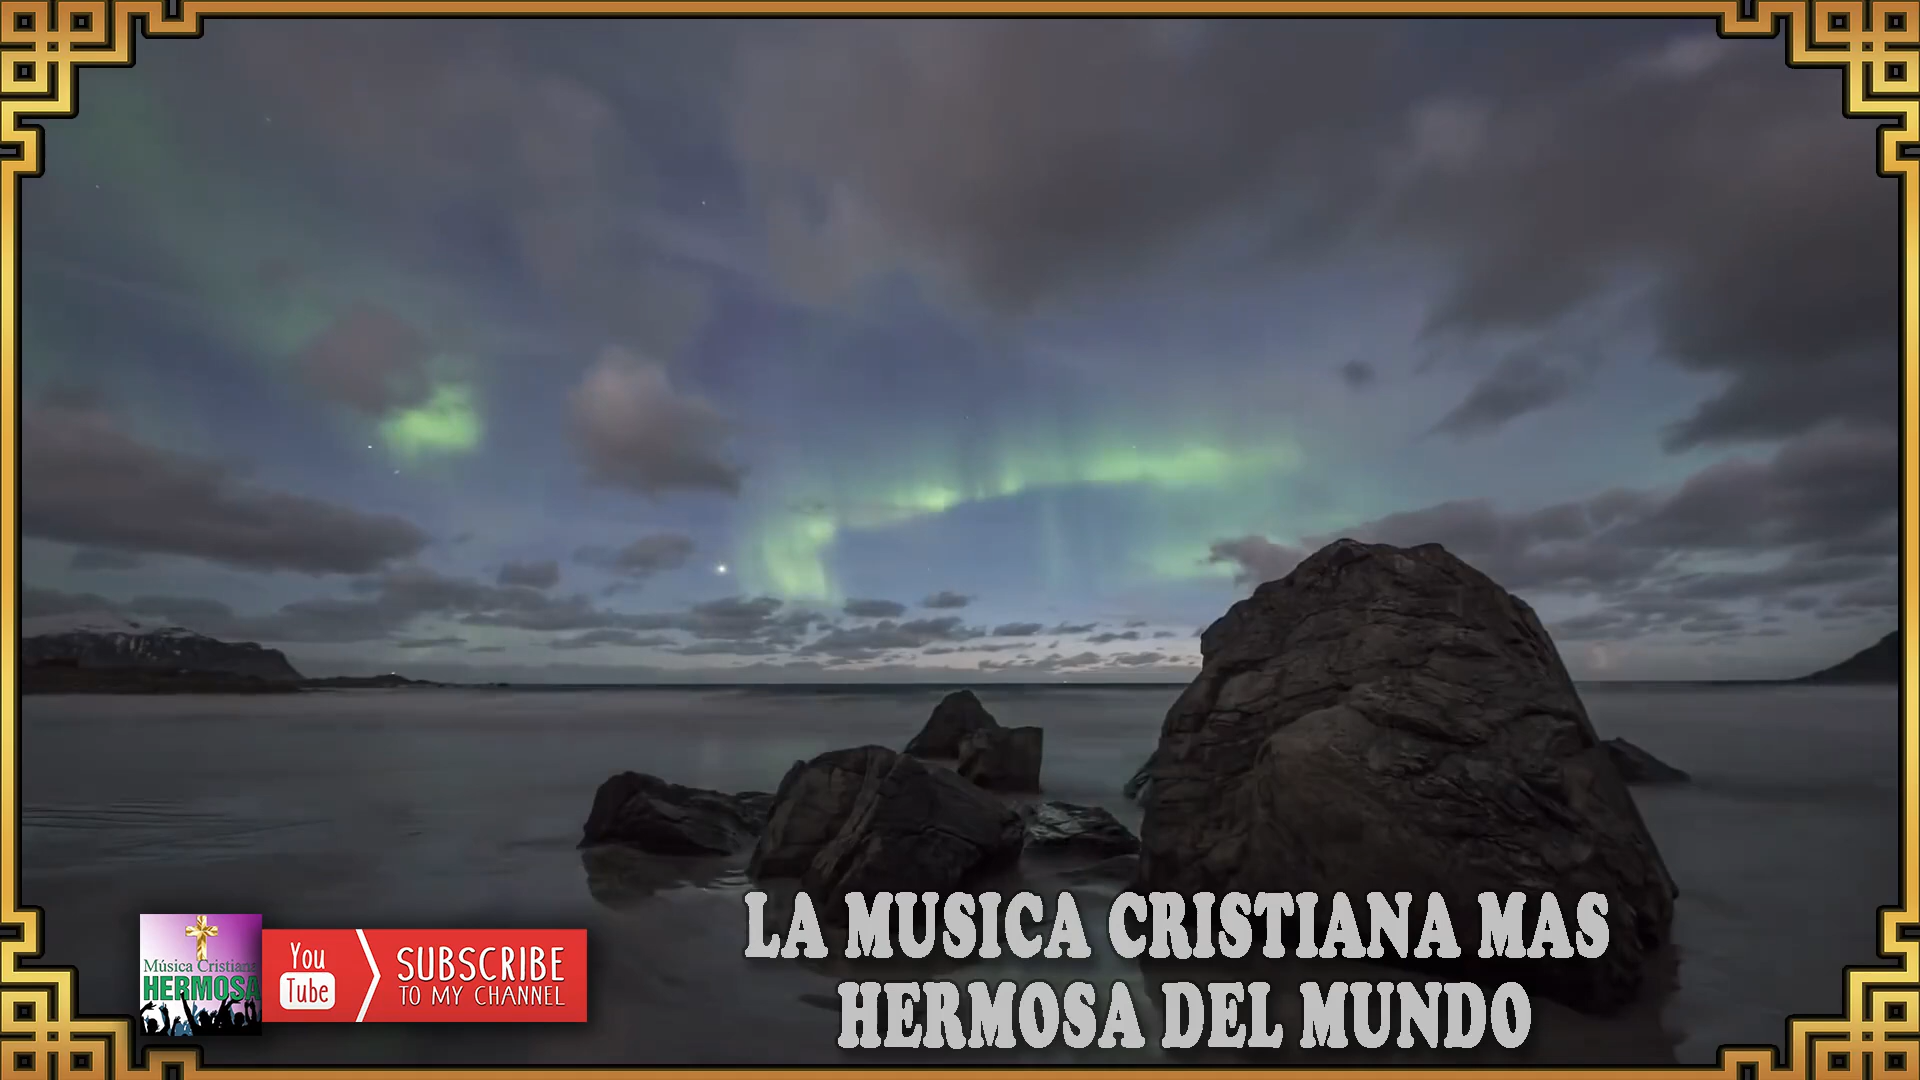 Música Cristiana
HERMOSA
You
Tube
SUBSCRIBE
TO MY CHANNEL
LA MUSICA CRISTIANA MAS
HERMOSA DEL MUNDO